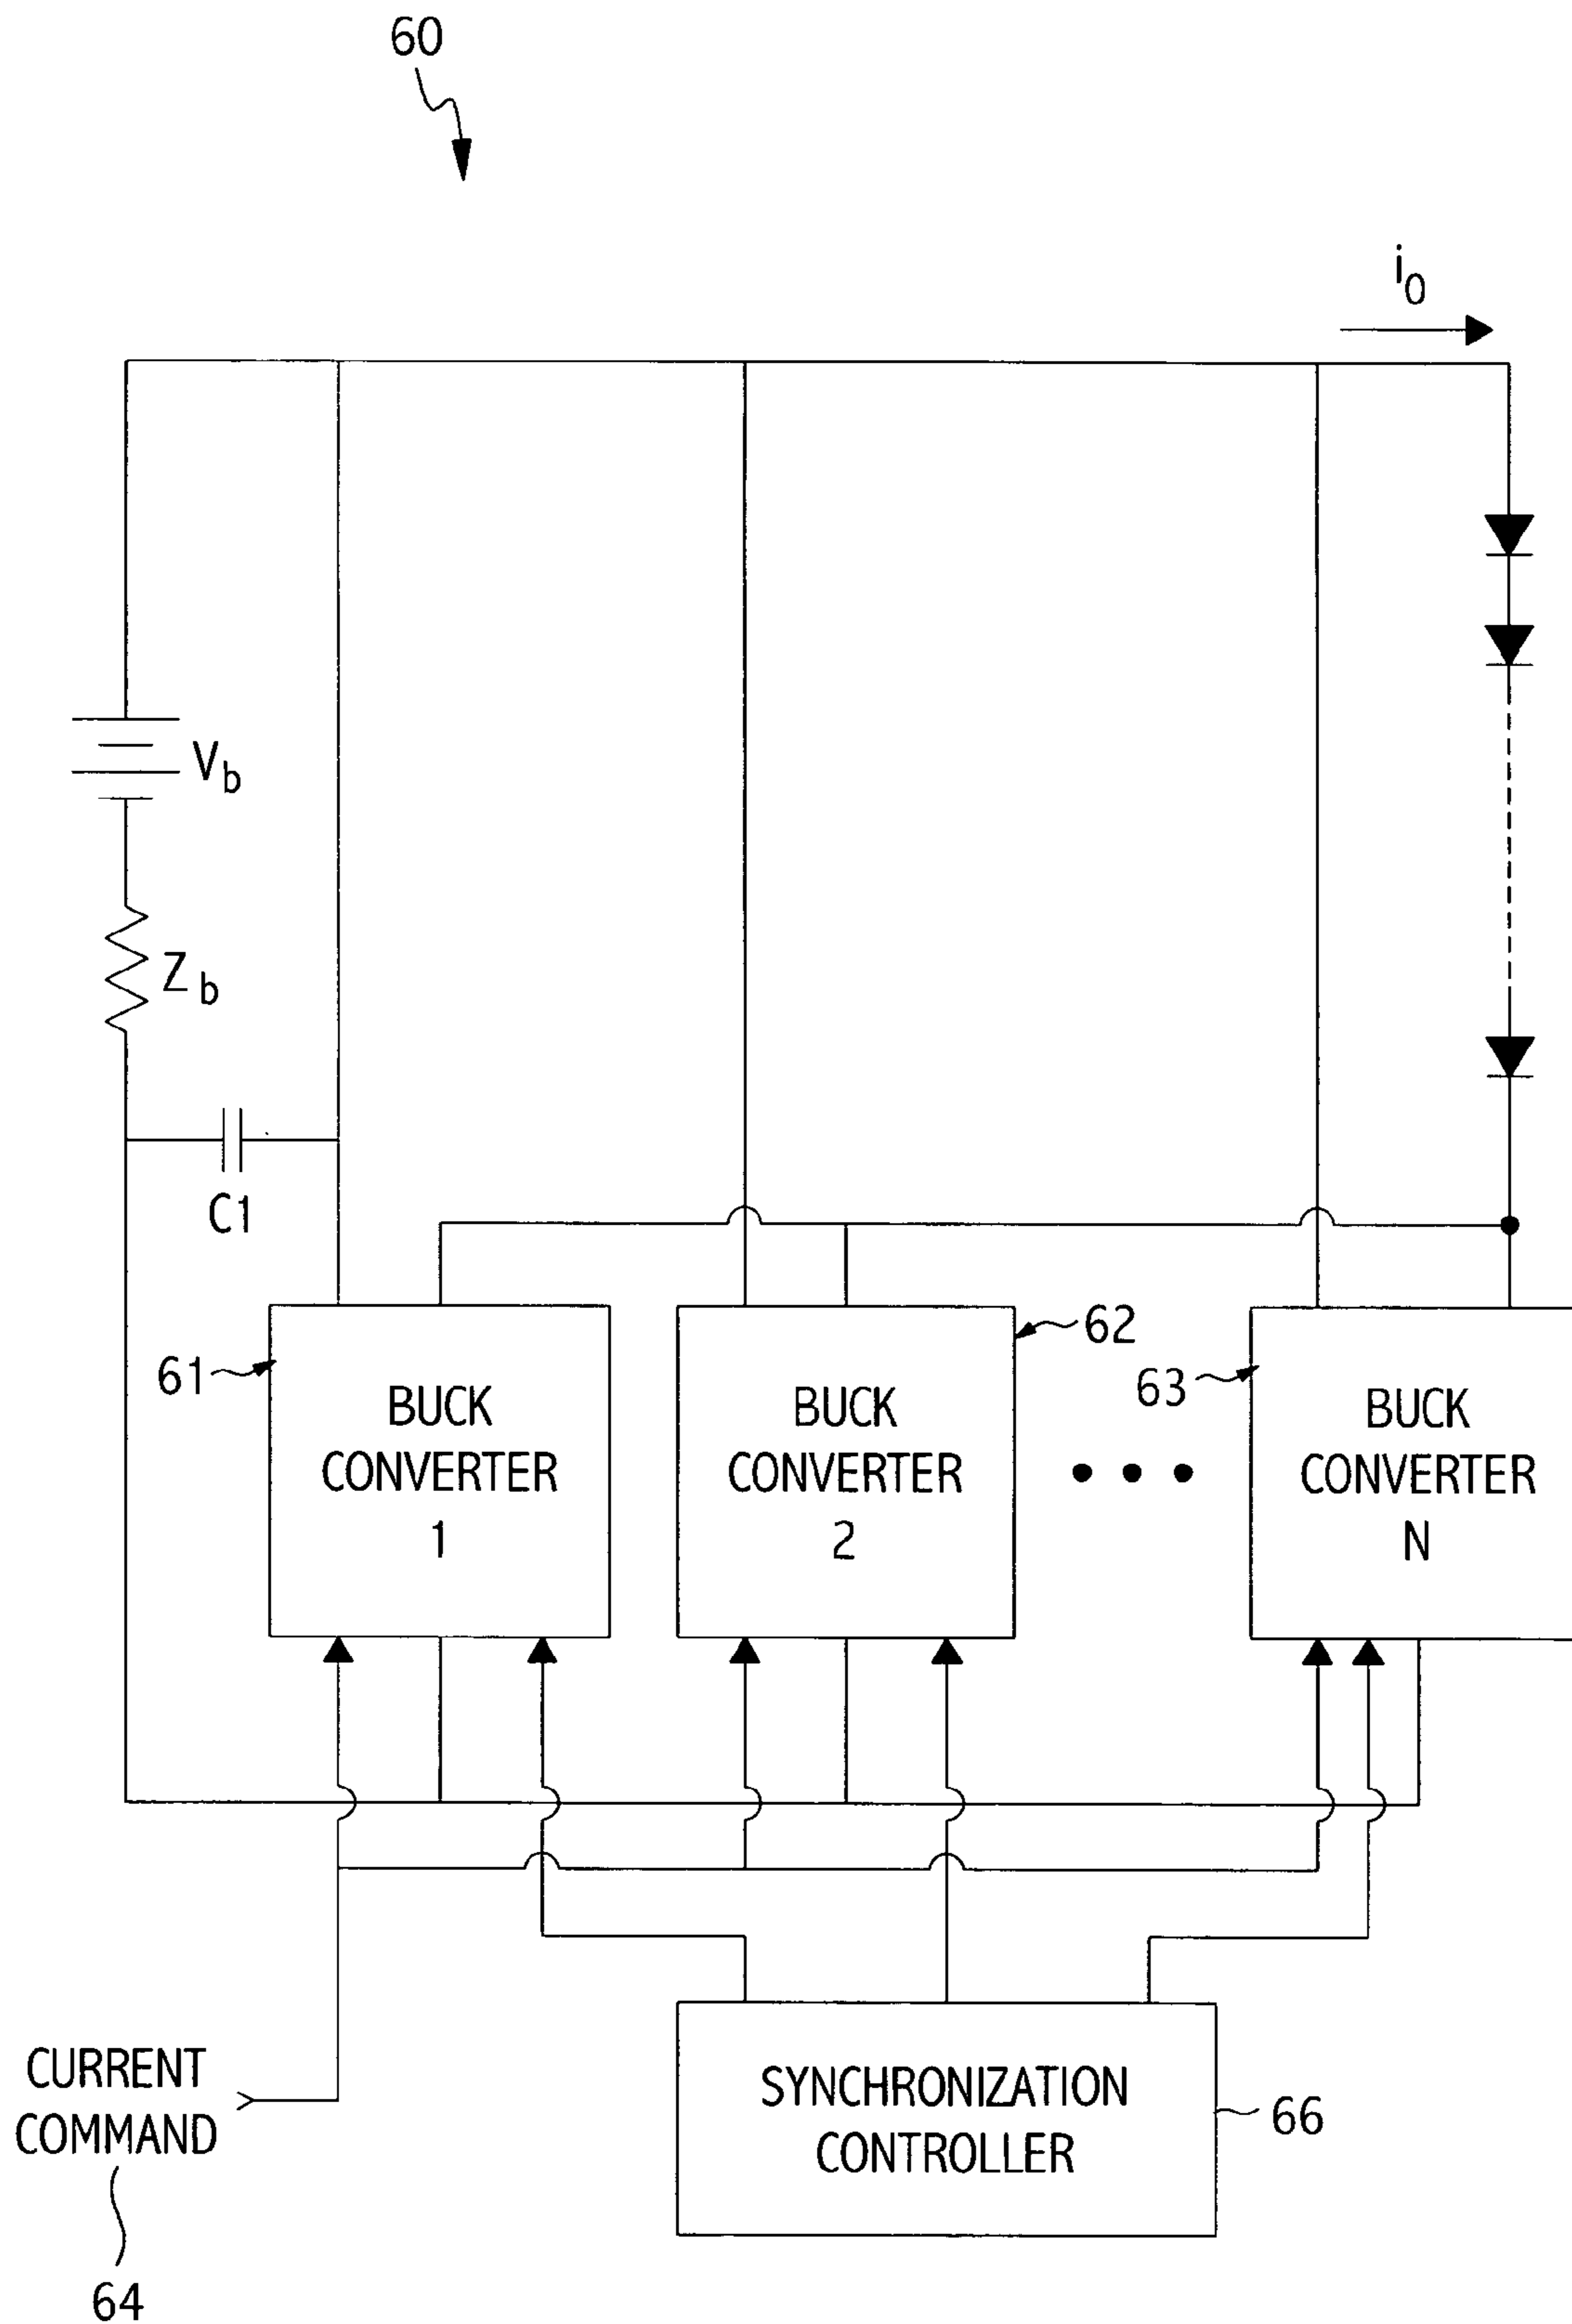 60
i0
Vb
Zb
C1
61
62
63
BUCK
CONVERTER
1
BUCK
CONVERTER
2
BUCK
CONVERTER
N
CURRENT
COMMAND
64
SYNCHRONIZATION
CONTROLLER
66